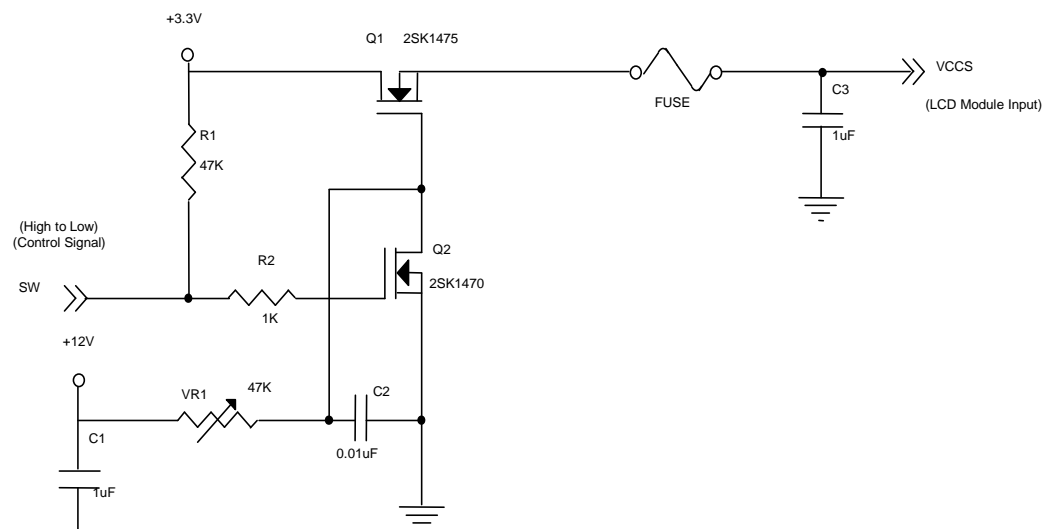 +3.3V
Q1 2SK1475
VCCS
FUSE
C3
(LCD Module Input)
R1
1uF
47K
(High to Low)
(Control Signal)
Q2
R2
SW
2SK1470
1K
+12V
VR1
47K
C2
C1
0.01uF
1uF